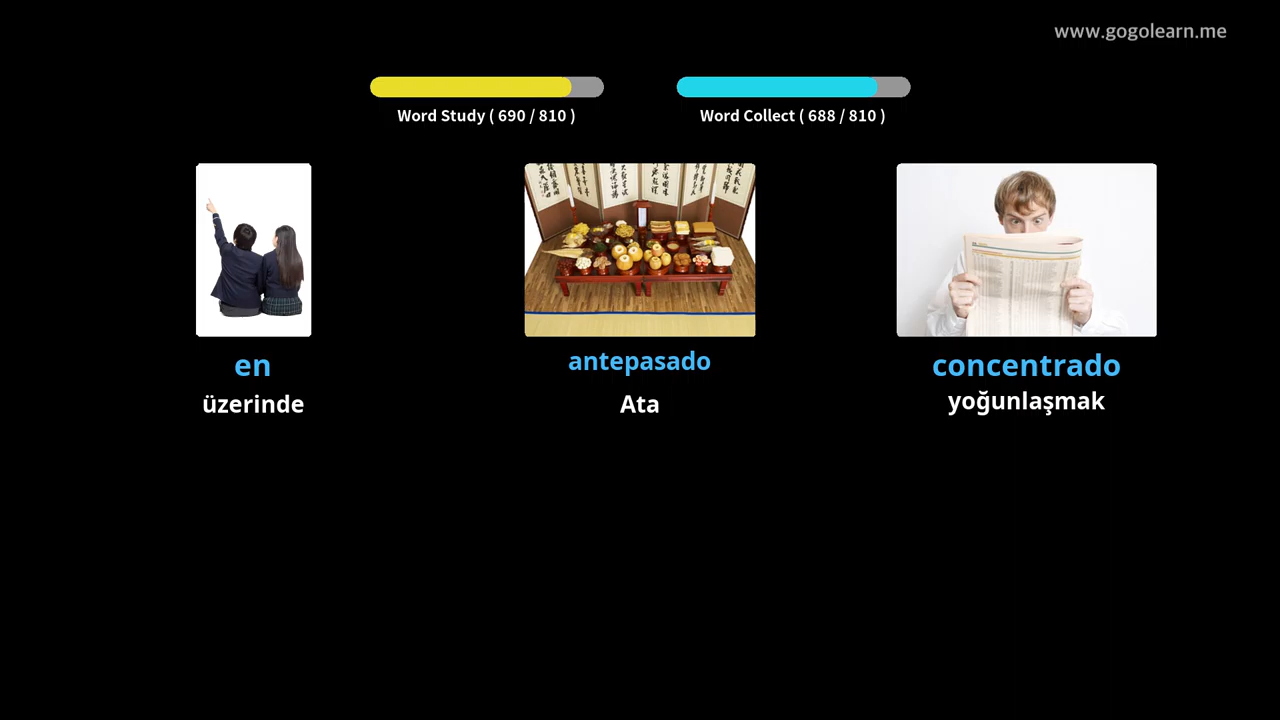 www.gogolearn.me
Word Study ( 690 / 810 )
Word Collect ( 688 / 810 )
en
antepasado
concentrado
üzerinde
Ata
yoğunlaşmak